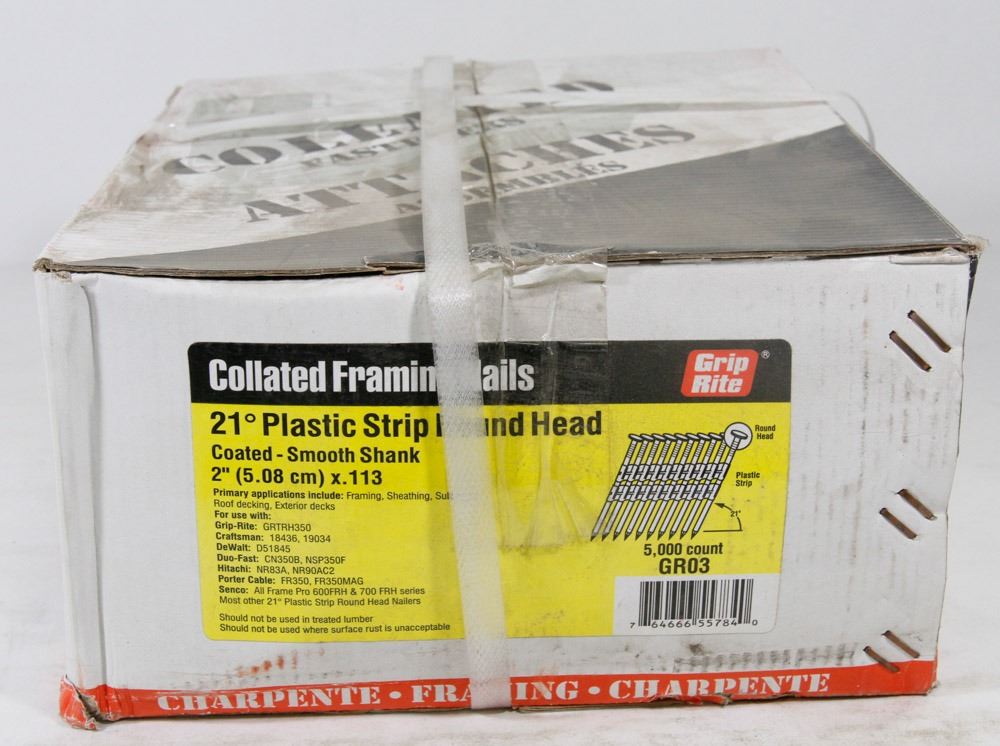 COLLATED
FASTENERS
ATTACHES
ASSEMBLÉS
Collated Framin ails
Grip Rite ®
21° Plastic Strip und Head
Coated - Smooth Shank
2" (5.08 cm) x .113
Primary applications include: Framing, Sheathing, Sub
Roof decking, Exterior decks
For use with:
Grip-Rite: GRTRH350
Craftsman: 18436, 19034
DeWalt: D51845
Duo-Fast: CN350B, NSP350F
Hitachi: NR83A, NR90AC2
Porter Cable: FR350, FR350MAG
Senco: All Frame Pro 600FRH & 700 FRH series
Most other 21° Plastic Strip Round Head Nailers
Should not be used in treated lumber
Should not be used where surface rust is unacceptable
Round
Head
Plastic
Strip
21°
5,000 count
GR03
7 64666 55784 0
CHARPENTE • FRA ING • CHARPENTE